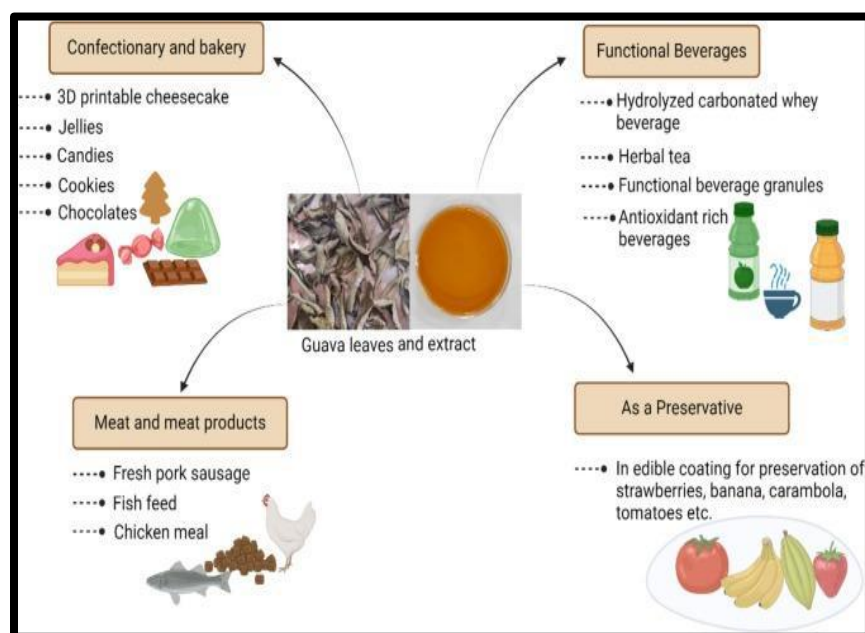 Confectionary and bakery
3D printable cheesecake
Jellies
Candies
Cookies
Chocolates
Functional Beverages
Hydrolyzed carbonated whey
beverage
Herbal tea
Functional beverage granules
Antioxidant rich
beverages
Guava leaves and extract
Meat and meat products
Fresh pork sausage
Fish feed
Chicken meal
As a Preservative
In edible coating for preservation of
strawberries, banana, carambola,
tomatoes etc.